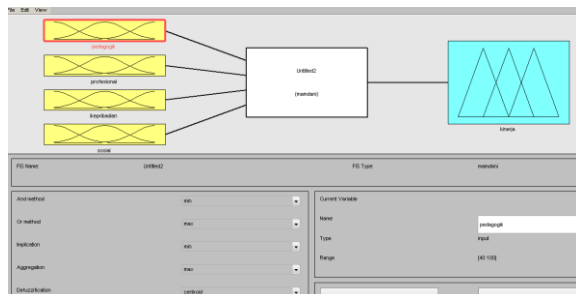 File Edit View
pedagogik
profesional
kepribadian
sosial
Untitled2
(mamdani)
kinerja
FIS Name: Untitled2 FIS Type: mamdani
And method min
Or method max
Implication min
Aggregation max
Defuzzification centroid
Current Variable
Name pedagogik
Type input
Range [40 100]